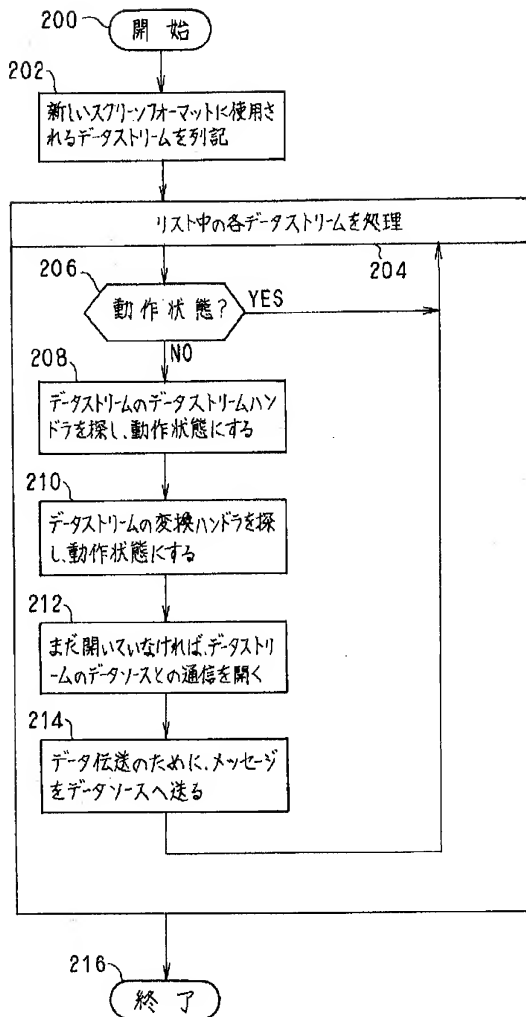 200
開始
202
新しいスクリーンフォーマットに使用さ
れるデータストリームを列記
リスト中の各データストリームを処理
204
206
動作状態?
YES
NO
208
データストリームのデータストリームハン
ドラを探し、動作状態にする
210
データストリームの変換ハンドラを探
し、動作状態にする
212
まだ開いていなければ、データストリ
ームのデータソースとの通信を開く
214
データ伝送のために、メッセージ
をデータソースへ送る
216
終了